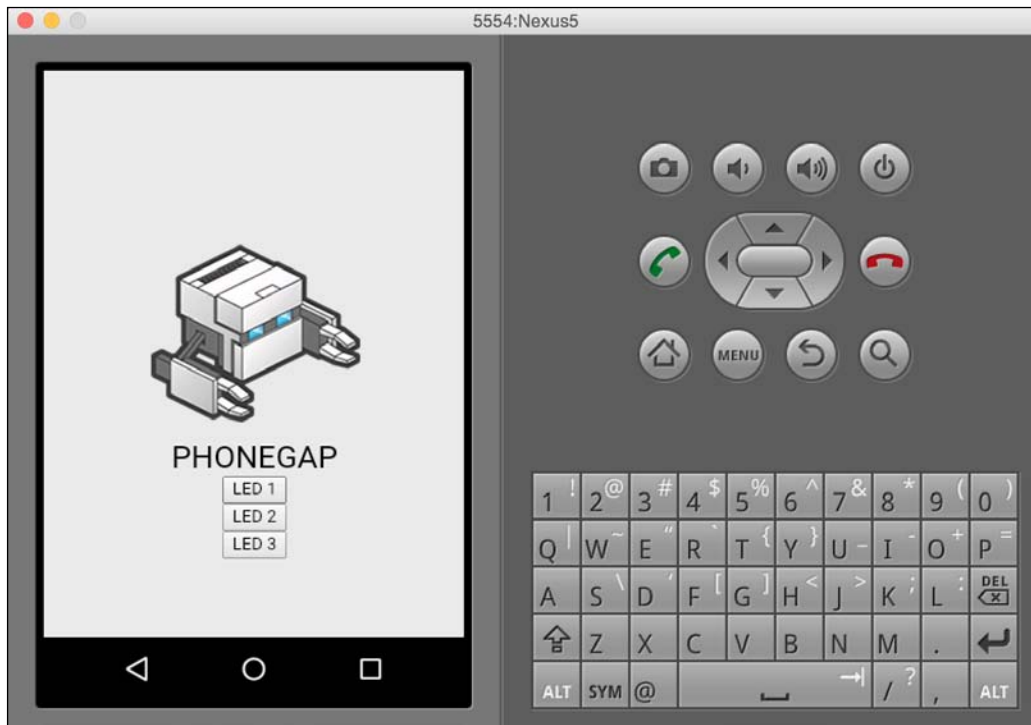 5554:Nexus5
PHONEGAP
LED 1
LED 2
LED 3
MENU
1 ! 2 @ 3 # 4 $ 5 % 6 ^ 7 & 8 * 9 ( 0 )
Q | W ~ E " R ` T { Y } U _ I - O + P =
A S \ D ' F [ G ] H < J > K ; L : DEL
Z X C V B N M .
ALT SYM @ / ? , ALT